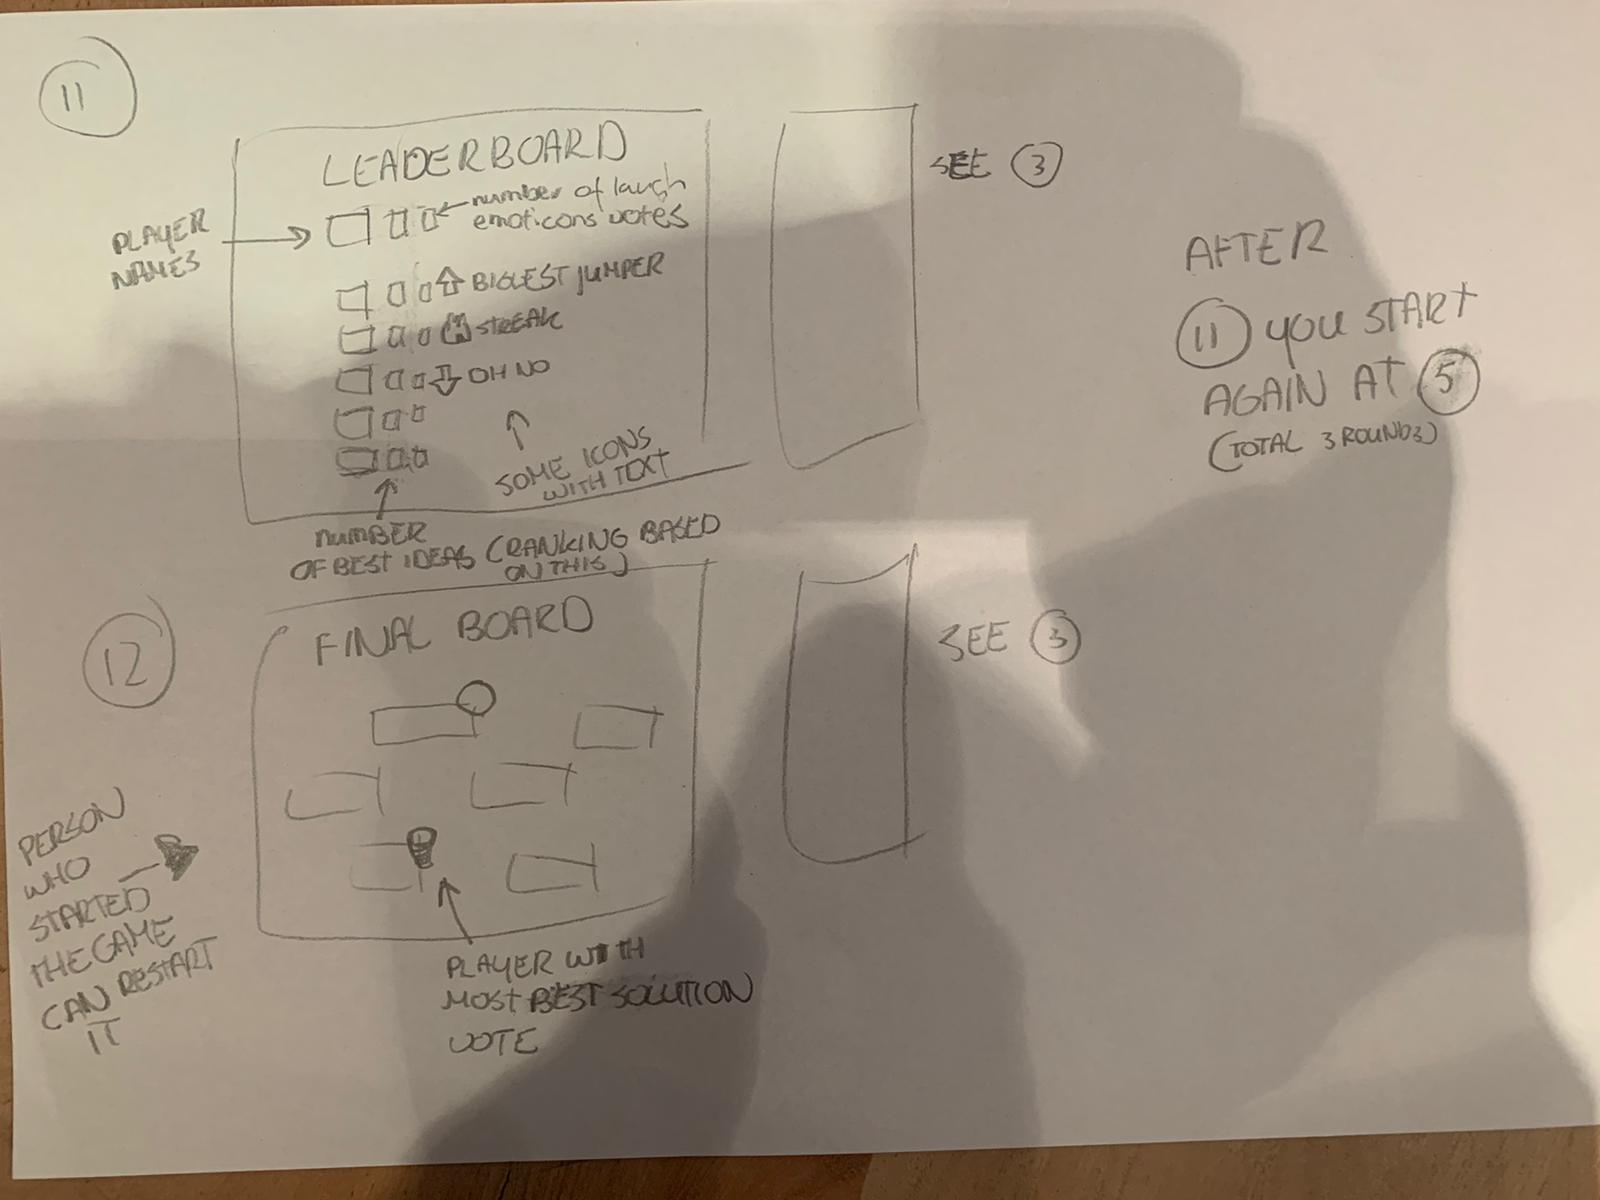 11
LEADERBOARD
PLAYER
NAMES
number of laugh
emoticons votes
BIGGEST JUMPER
STREAK
OH NO
SOME ICONS
WITH TEXT
NUMBER
OF BEST IDEAS (RANKING BASED
ON THIS)
SEE 3
AFTER
11 YOU START
AGAIN AT 5
(TOTAL 3 ROUNDS)
12
FINAL BOARD
SEE 3
PERSON
WHO
STARTED
THE GAME
CAN RESTART
IT
PLAYER WITH
MOST BEST SOLUTION
VOTE